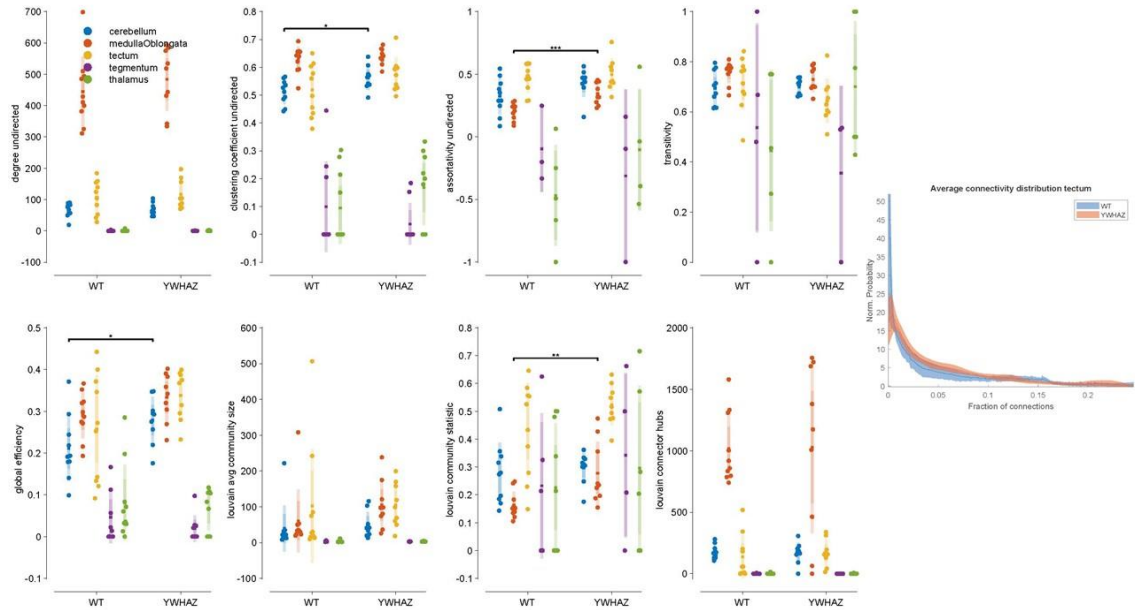 degree undirected
700
600
500
400
300
200
100
0
-100
cerebellum
medullaOblongata
tectum
tegmentum
thalamus
WT
YWHAZ
clustering coefficient undirected
0.8
0.7
0.6
0.5
0.4
0.3
0.2
0.1
0
-0.1
*
WT
YWHAZ
assortativity undirected
1
0.5
0
-0.5
-1
***
WT
YWHAZ
transitivity
1
0.8
0.6
0.4
0.2
0
WT
YWHAZ
Average connectivity distribution tectum
WT
YWHAZ
Norm. Probability
50
45
40
35
30
25
20
15
10
5
0
0
0.05
0.1
0.15
0.2
Fraction of connections
global efficiency
0.5
0.4
0.3
0.2
0.1
0
-0.1
*
WT
YWHAZ
louvain avg community size
600
500
400
300
200
100
0
-100
WT
YWHAZ
louvain community statistic
0.8
0.7
0.6
0.5
0.4
0.3
0.2
0.1
0
-0.1
**
WT
YWHAZ
louvain connector hubs
2000
1500
1000
500
0
WT
YWHAZ